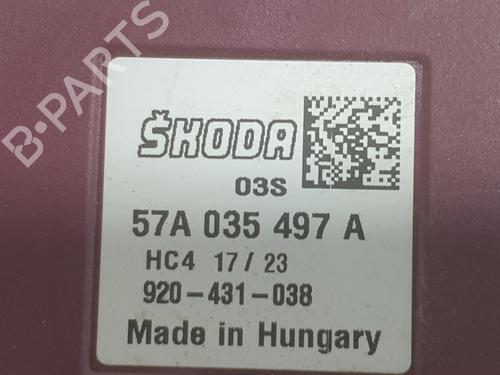 B-PARTS
ŠKODA
03S
57A 035 497 A
HC4 17 / 23
920-431-038
Made in Hungary